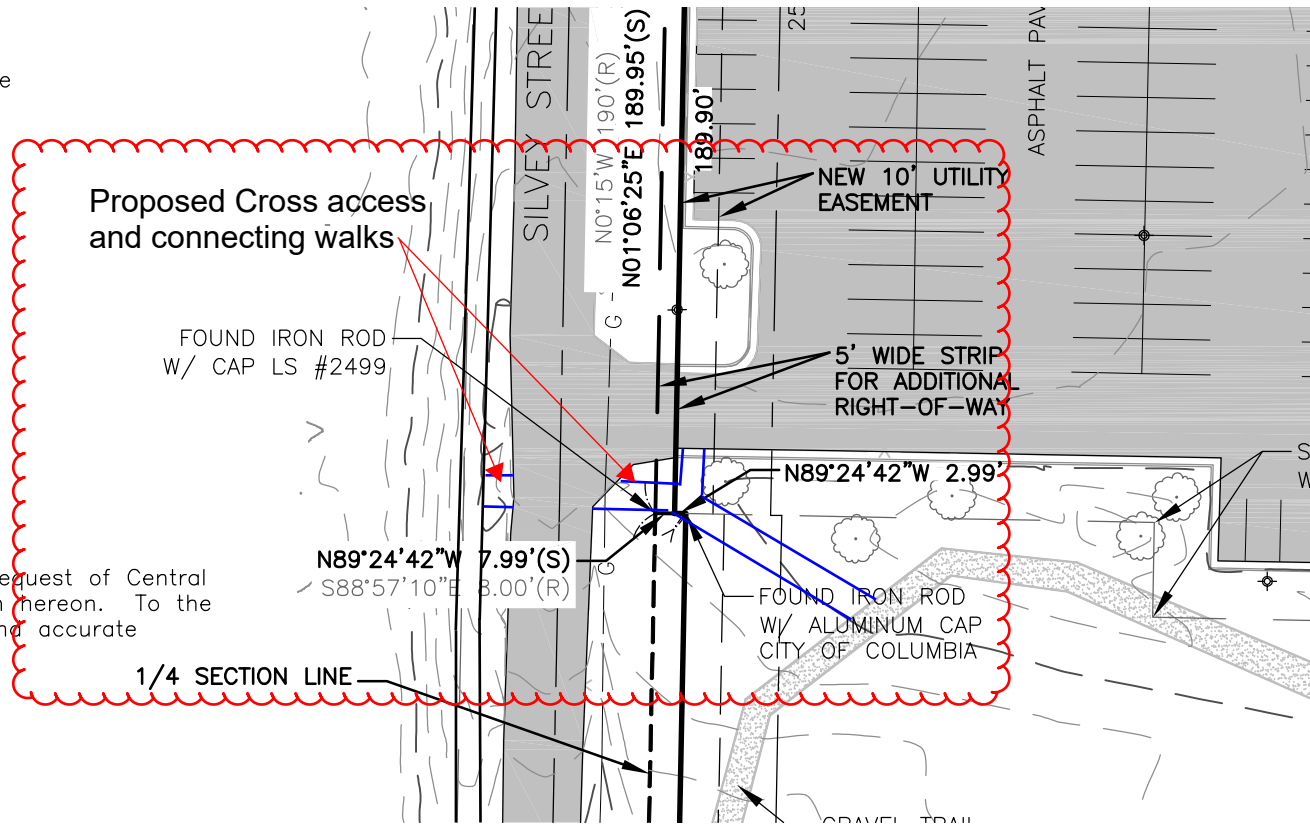 e
SILVEY STREE
N0°15'W 190'(R)
N01°06'25"E 189.95'(S)
189.90'
25
ASPHALT PAV
NEW 10' UTILITY
EASEMENT
Proposed Cross access
and connecting walks
G
FOUND IRON ROD
W/ CAP LS #2499
5' WIDE STRIP
FOR ADDITIONAL
RIGHT-OF-WAY
N89°24'42"W 2.99'
S
W
N89°24'42"W 7.99'(S)
S88°57'10"E 8.00'(R)
G
equest of Central
n hereon. To the
nd accurate
FOUND IRON ROD
W/ ALUMINUM CAP
CITY OF COLUMBIA
1/4 SECTION LINE
GRAVEL TRAIL